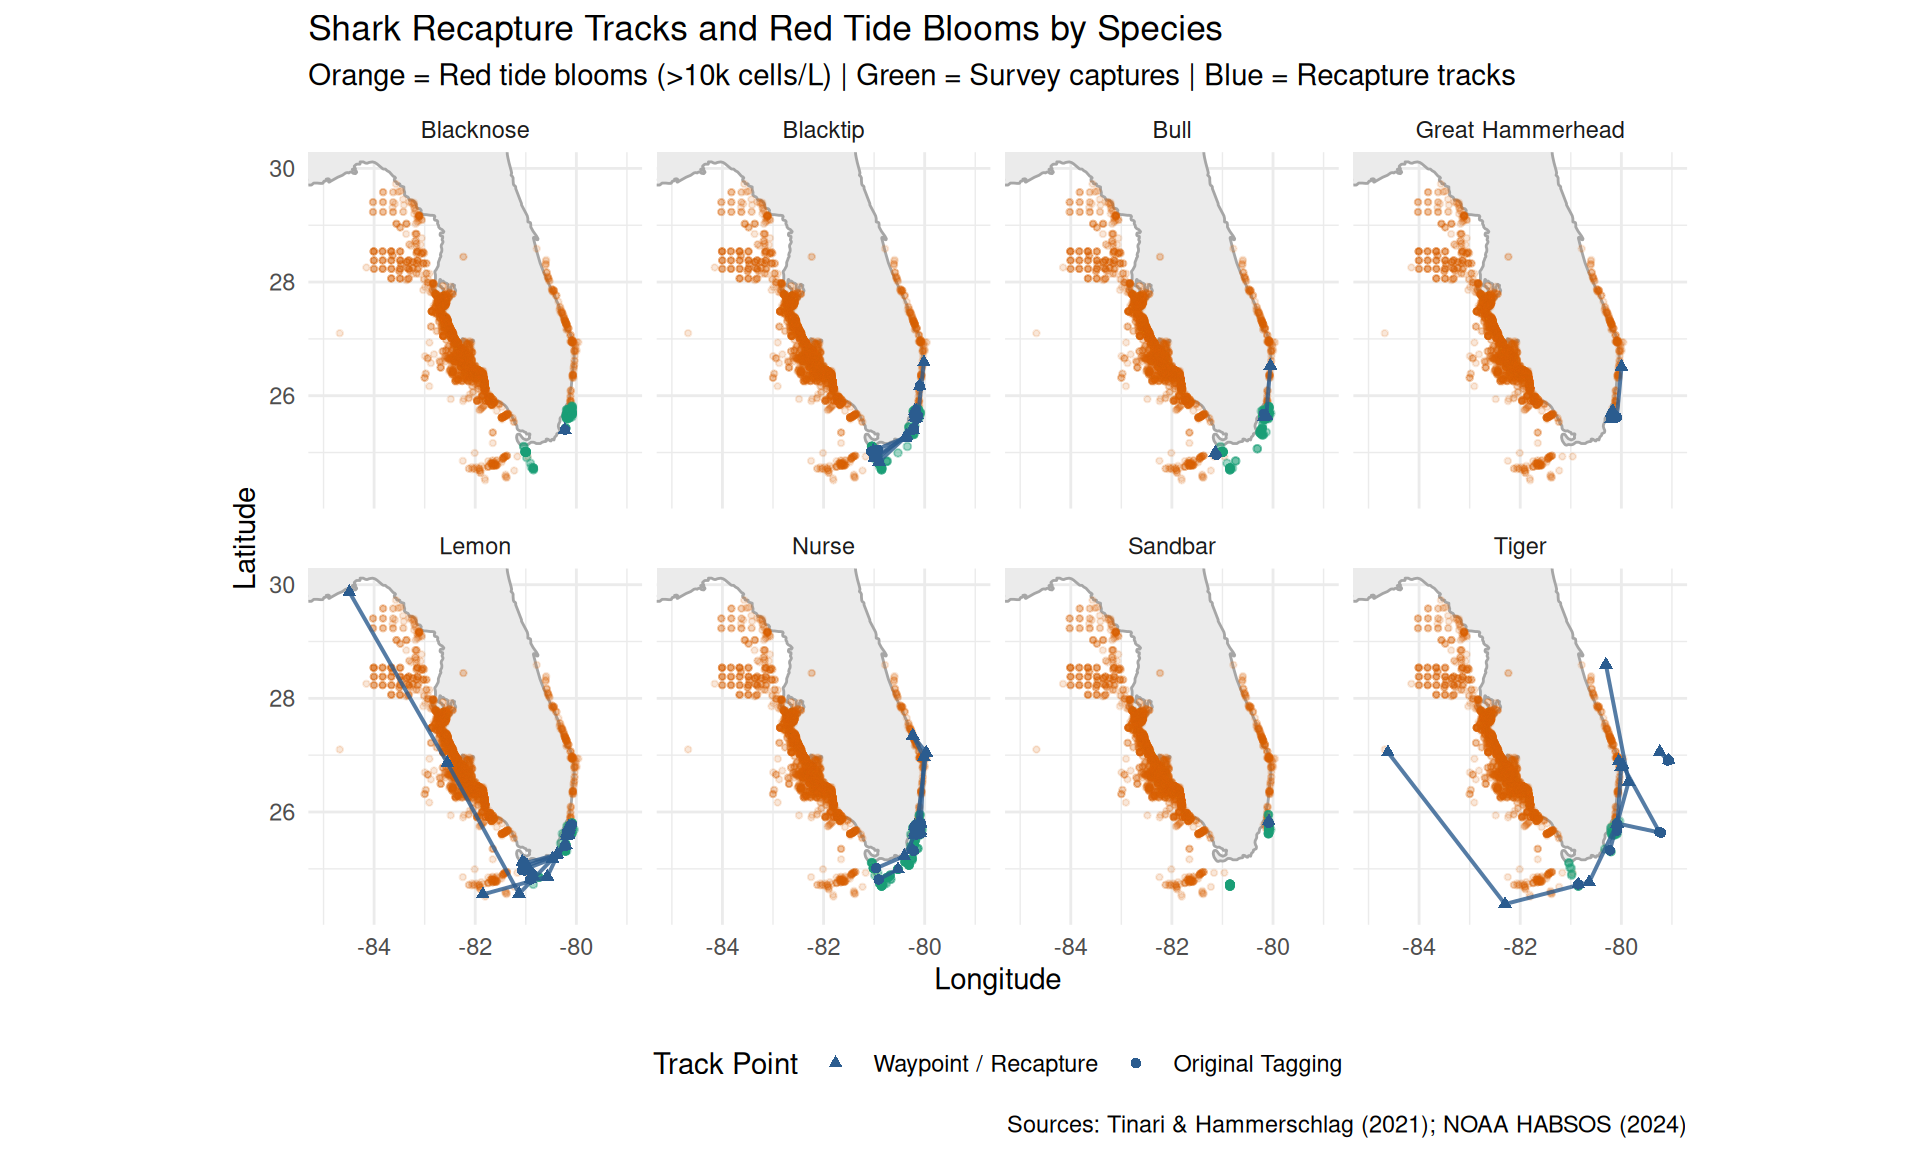 Shark Recapture Tracks and Red Tide Blooms by Species
Orange = Red tide blooms (>10k cells/L) | Green = Survey captures | Blue = Recapture tracks
Blacknose Blacktip Bull Great Hammerhead
30
28
26
Latitude
Lemon Nurse Sandbar Tiger
30
28
26
-84 -82 -80 -84 -82 -80 -84 -82 -80 -84 -82 -80
Longitude
Track Point Waypoint / Recapture Original Tagging
Sources: Tinari & Hammerschlag (2021); NOAA HABSOS (2024)